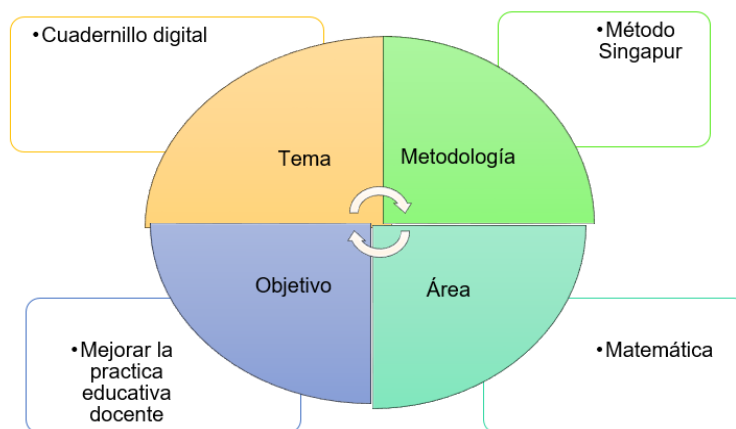 •Cuadernillo digital
•Método
Singapur
Tema
Metodología
Objetivo
Área
•Mejorar la
practica
educativa
docente
•Matemática